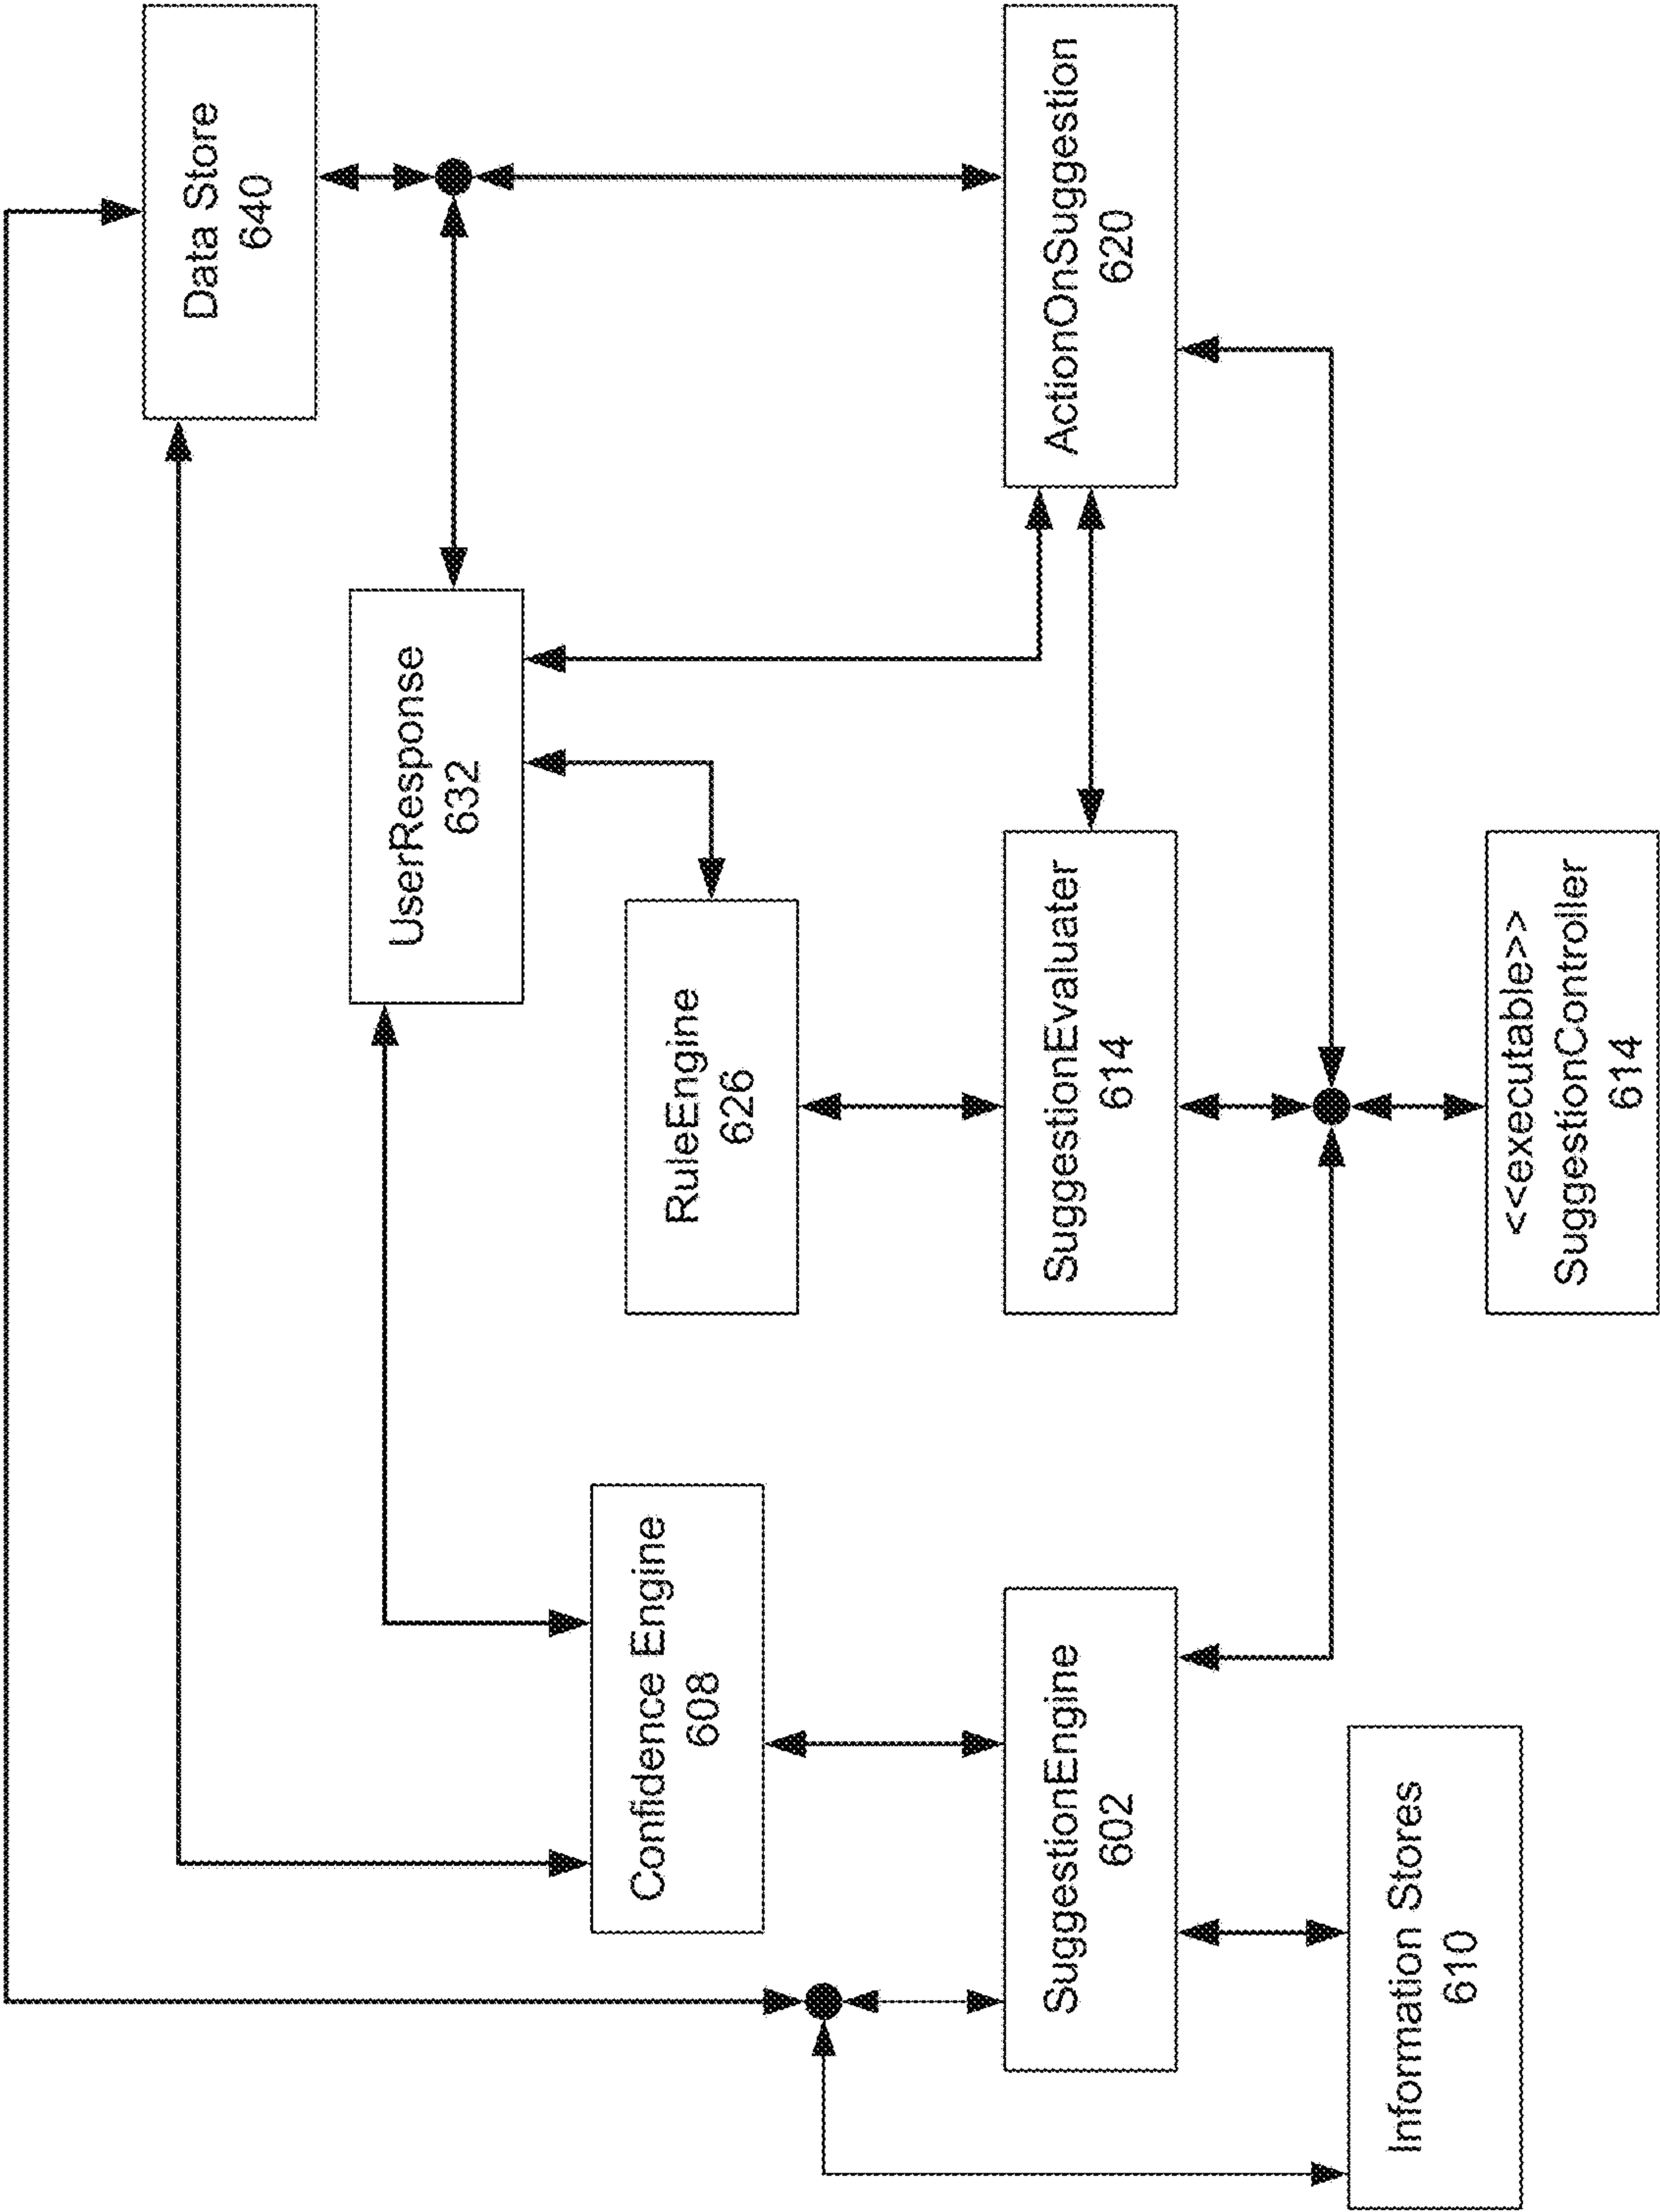 Data Store
640
UserResponse
632
Confidence Engine
608
RuleEngine
626
SuggestionEngine
602
SuggestionEvaluater
614
ActionOnSuggestion
620
Information Stores
610
<<executable>>
SuggestionController
614